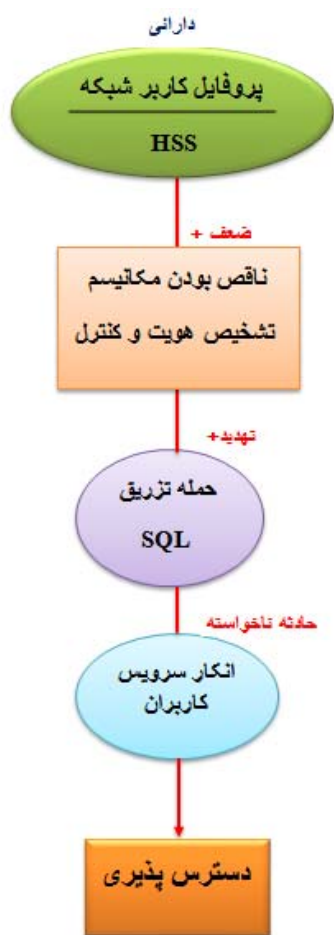 دارائی
پروفایل کاربر شبکه
HSS
ضعف +
ناقص بودن مکانیسم
تشخیص هویت و کنترل
تهدید+
حمله تزریق
SQL
حادثه ناخواسته
انکار سرویس
کاربران
دسترس پذیری